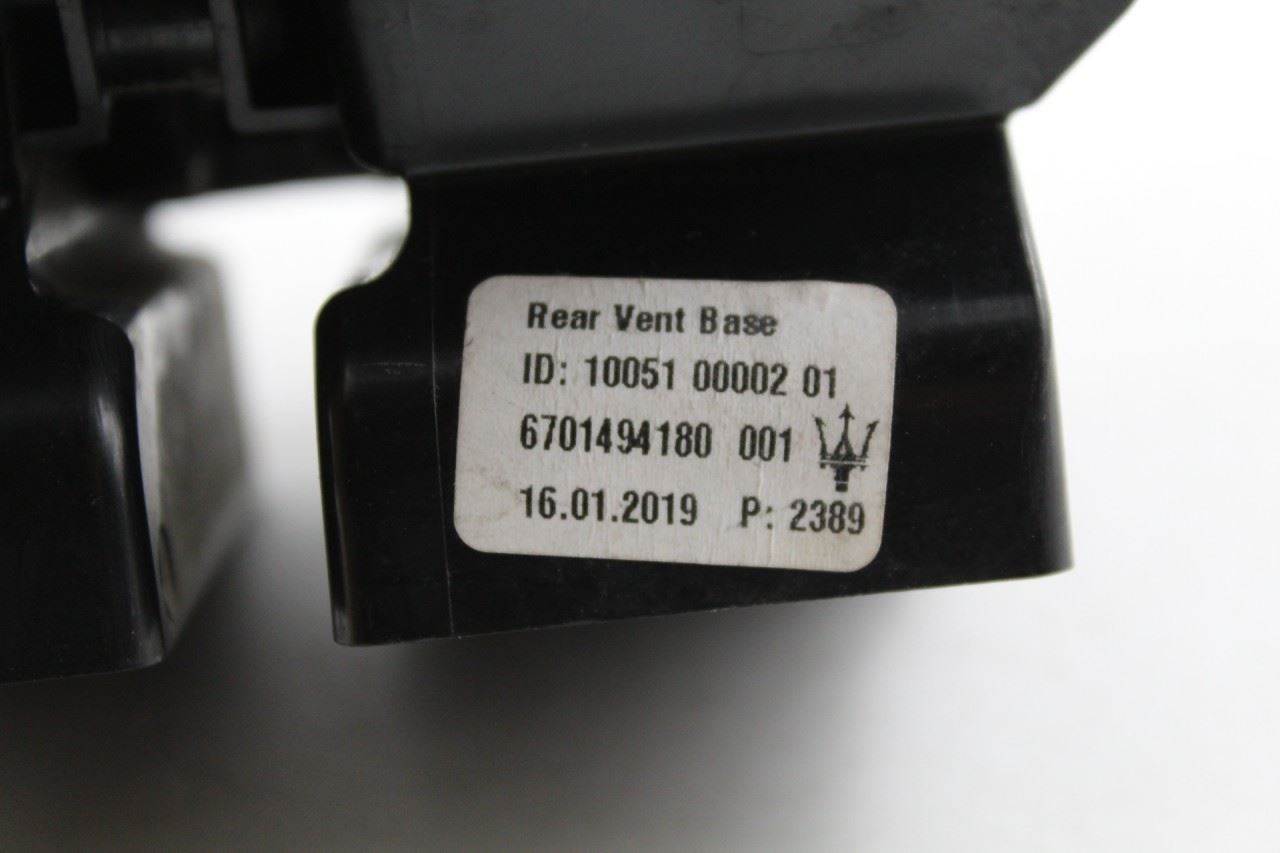 Rear Vent Base
ID: 10051 00002 01
6701494180 001
16.01.2019 P: 2389